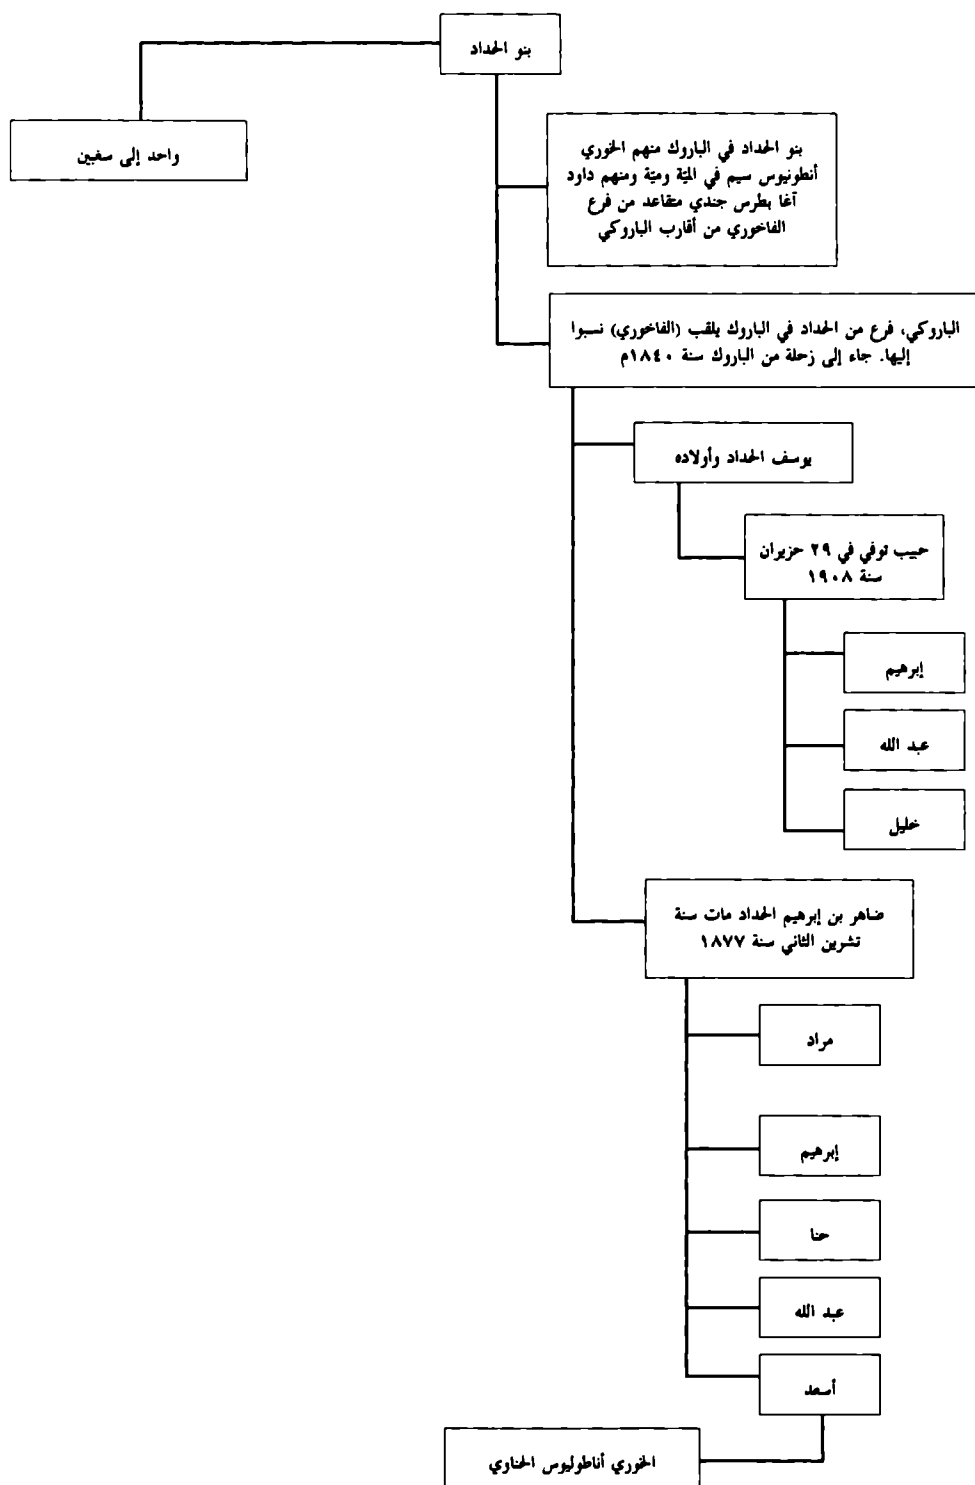 بنو الحداد
واحد إلى سغبين
بنو الحداد في الباروك منهم الخوري
أنطونيوس سيم في الميّة وميّة ومنهم داود
آغا بطرس جندي متقاعد من فرع
الفاخوري من أقارب الباروكي
الباروكي، فرع من الحداد في الباروك يلقب (الفاخوري) نسبوا
إليها. جاء إلى زحلة من الباروك سنة ١٨٤٠م
يوسف الحداد وأولاده
حبيب توفي في ٢٩ حزيران
سنة ١٩٠٨
إبرهيم
عبد الله
خليل
ضاهر بن إبرهيم الحداد مات سنة
تشرين الثاني سنة ١٨٧٧
مراد
إبرهيم
حنا
عبد الله
أسعد
الخوري أناطوليوس الحناوي